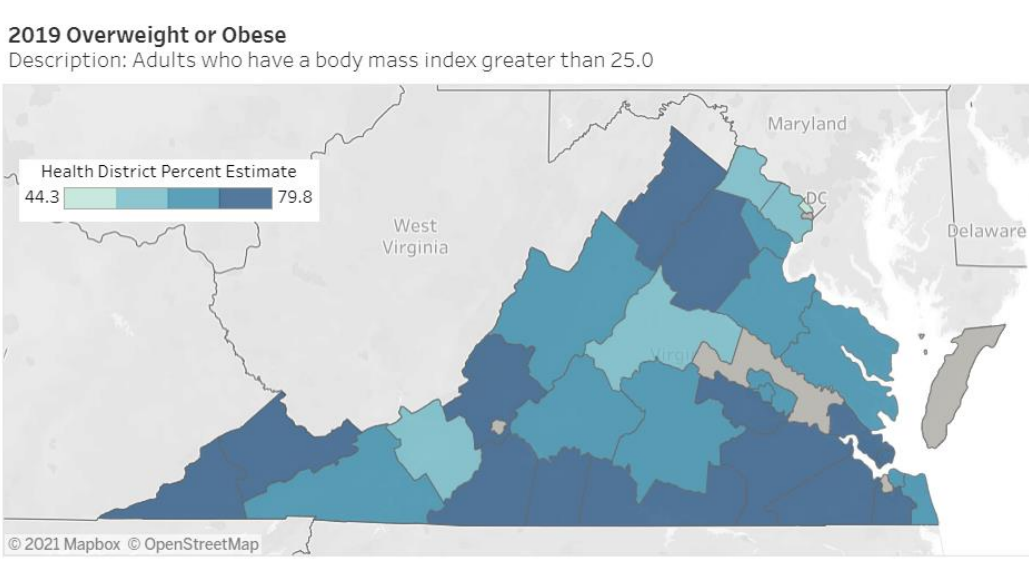 2019 Overweight or Obese
Description: Adults who have a body mass index greater than 25.0
Maryland
Health District Percent Estimate
44.3 79.8
DC
West
Virginia
Delaware
Virgi
© 2021 Mapbox © OpenStreetMap